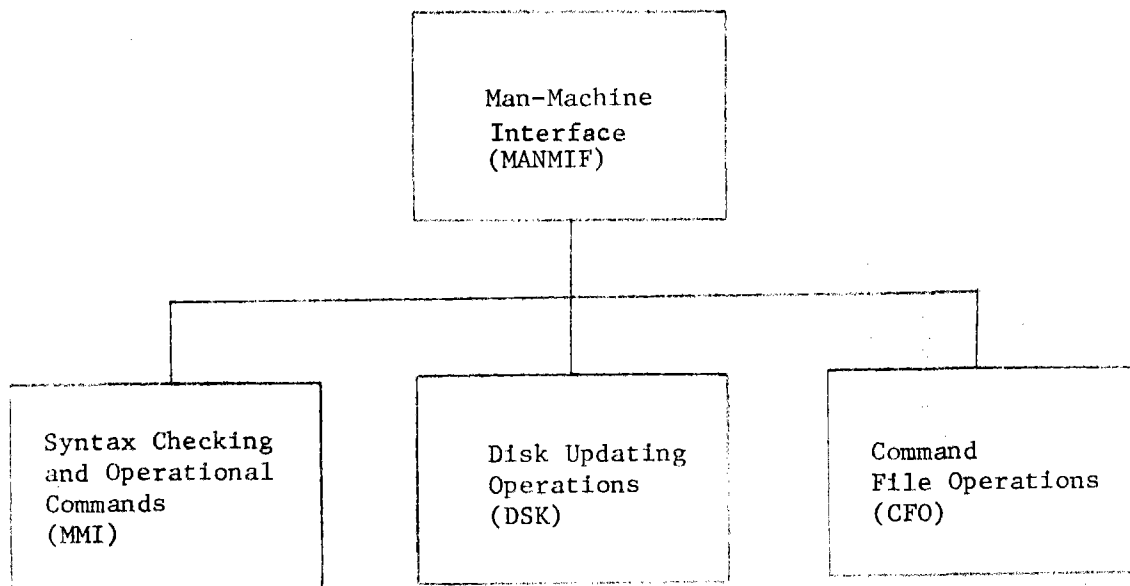 Man-Machine
Interface
(MANMIF)
Syntax Checking
and Operational
Commands
(MMI)
Disk Updating
Operations
(DSK)
Command
File Operations
(CFO)